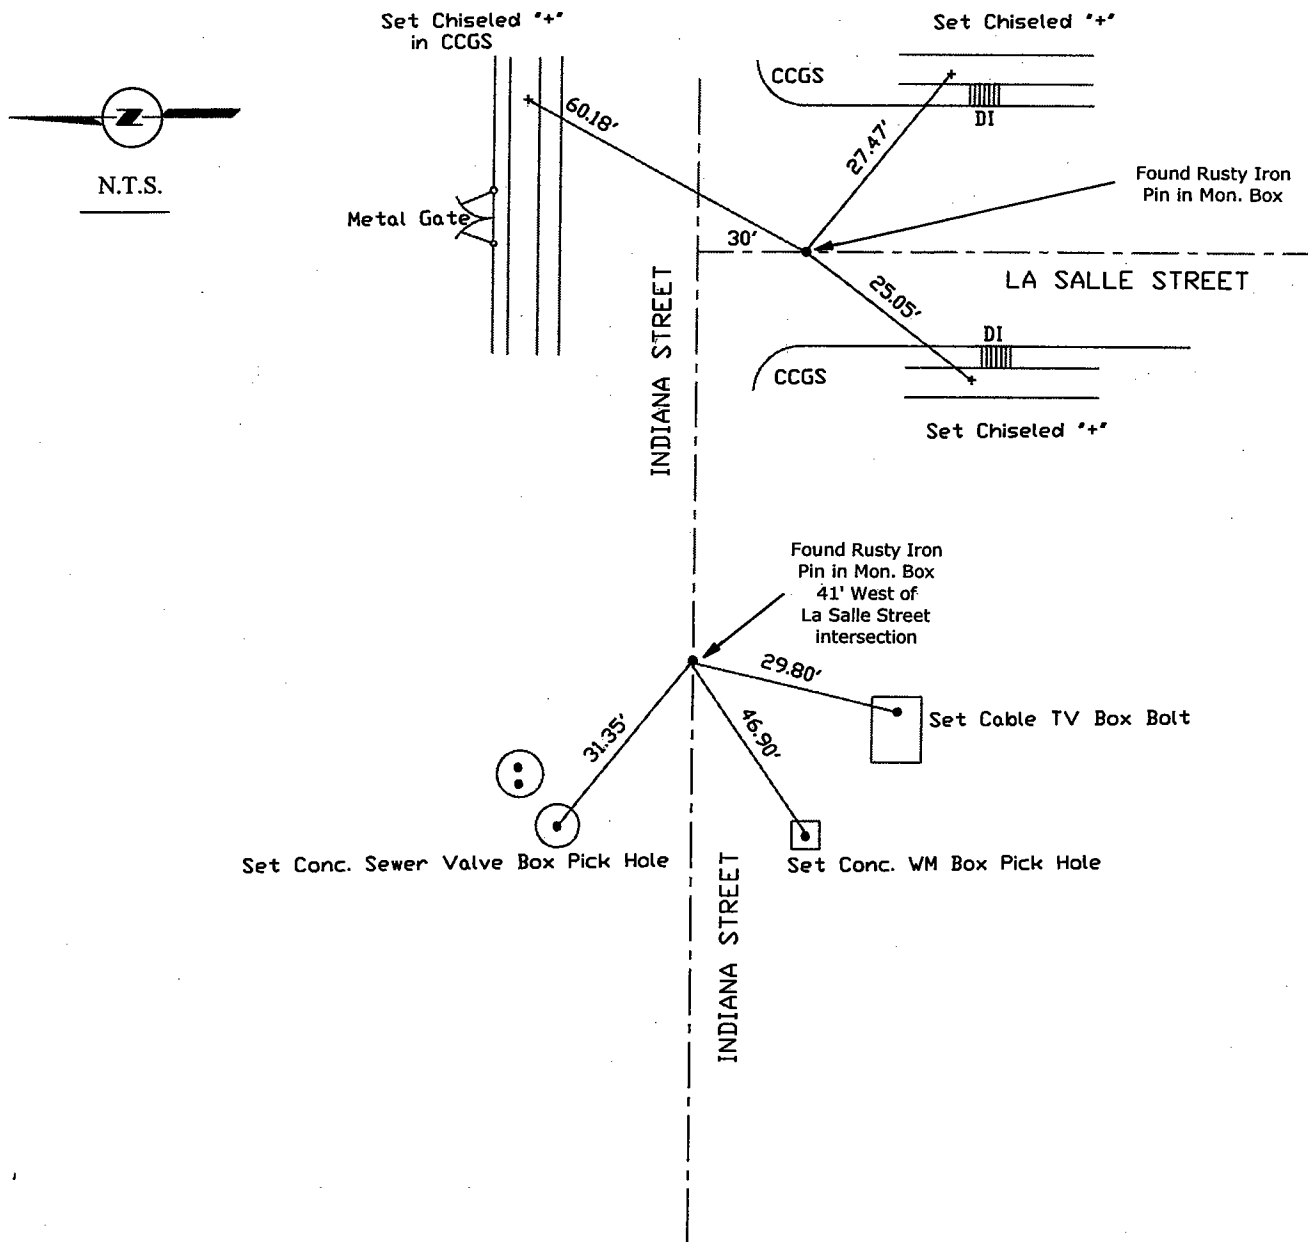 Set Chiseled "+"
in CCGS
Set Chiseled "+"
CCGS
DI
60.18'
27.47'
Z
N.T.S.
Metal Gate
Found Rusty Iron
Pin in Mon. Box
30'
LA SALLE STREET
25.05'
INDIANA STREET
DI
CCGS
Set Chiseled "+"
Found Rusty Iron
Pin in Mon. Box
41' West of
La Salle Street
intersection
29.80'
31.35'
46.90'
Set Cable TV Box Bolt
Set Conc. Sewer Valve Box Pick Hole
Set Conc. WM Box Pick Hole
INDIANA STREET